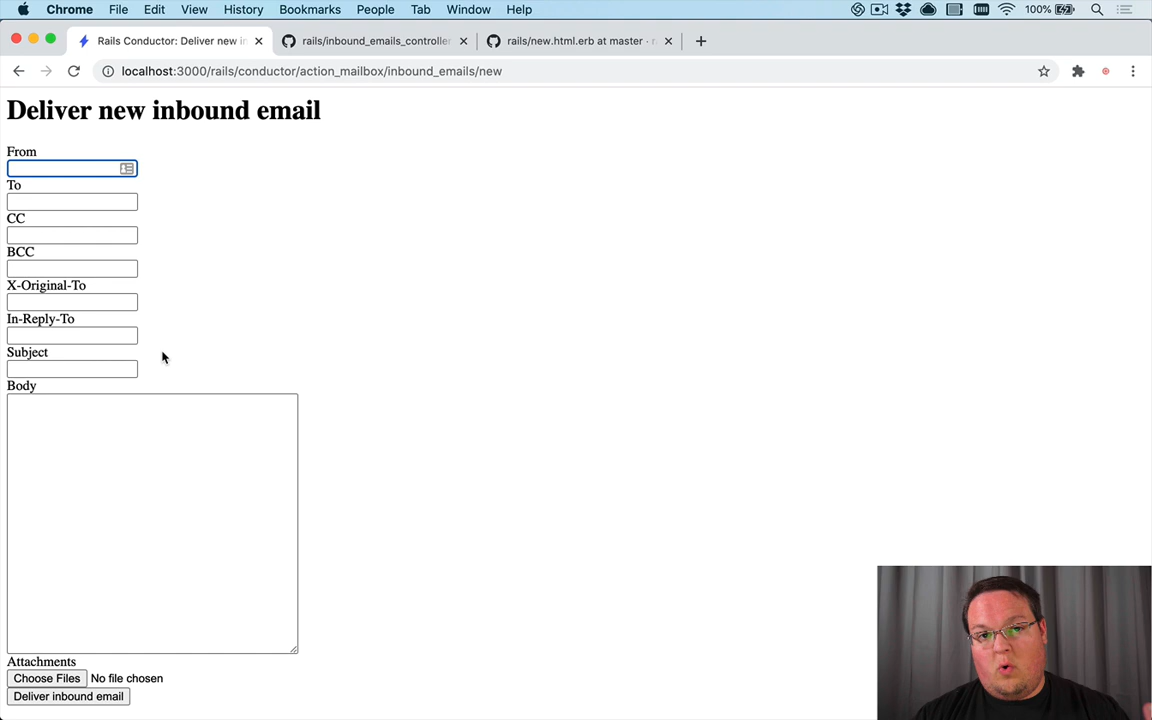 Chrome File Edit View History Bookmarks People Tab Window Help 100%
Rails Conductor: Deliver new in
rails/inbound_emails_controller
rails/new.html.erb at master · r
localhost:3000/rails/conductor/action_mailbox/inbound_emails/new
Deliver new inbound email
From
To
CC
BCC
X-Original-To
In-Reply-To
Subject
Body
Attachments
Choose Files No file chosen
Deliver inbound email